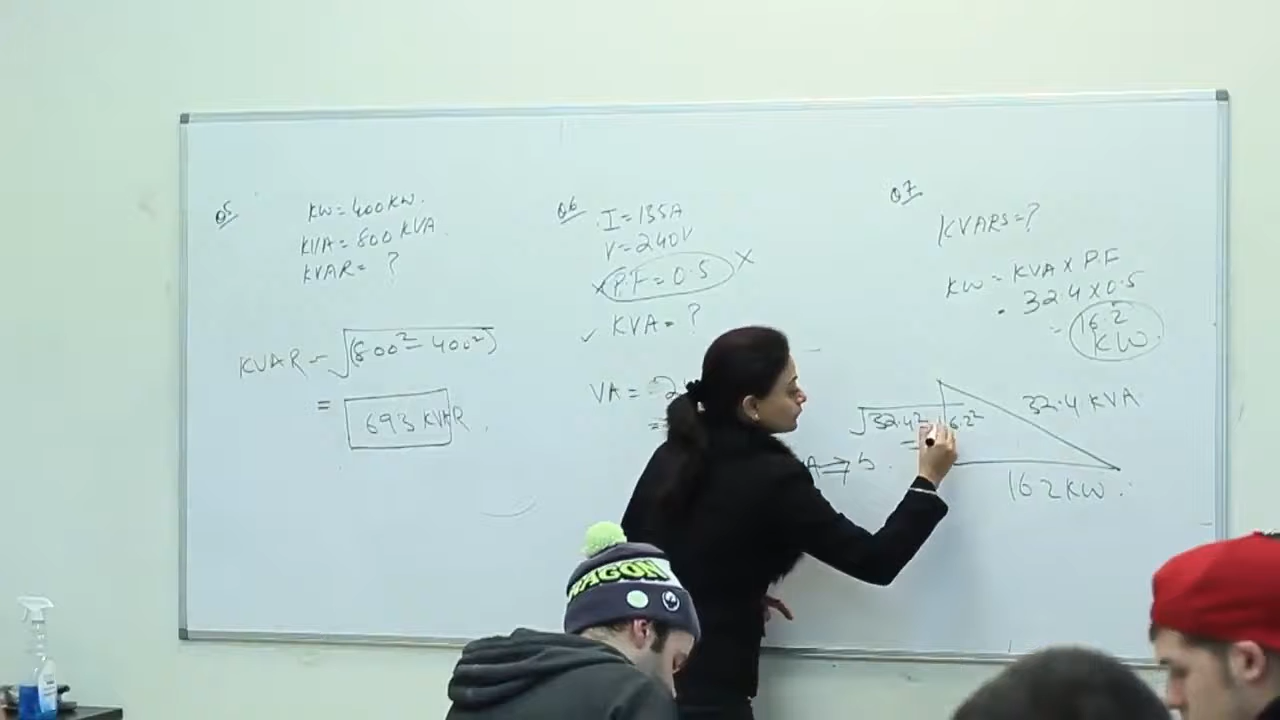 Q5
KW = 400KW.
KVA = 800 KVA
KVAR = ?
KVAR = √(800² - 400²)
=
693 KVAR
Q6
I = 135A
V = 240V
P.F = 0.5 X
✓ KVA = ?
VA =
=
Q7
KVARS = ?
KW = KVA X P.F
= 32.4 X 0.5
= 16.2
KW
32.4 KVA
√32.4² - 16.2²
=
16.2 KW
RAGON